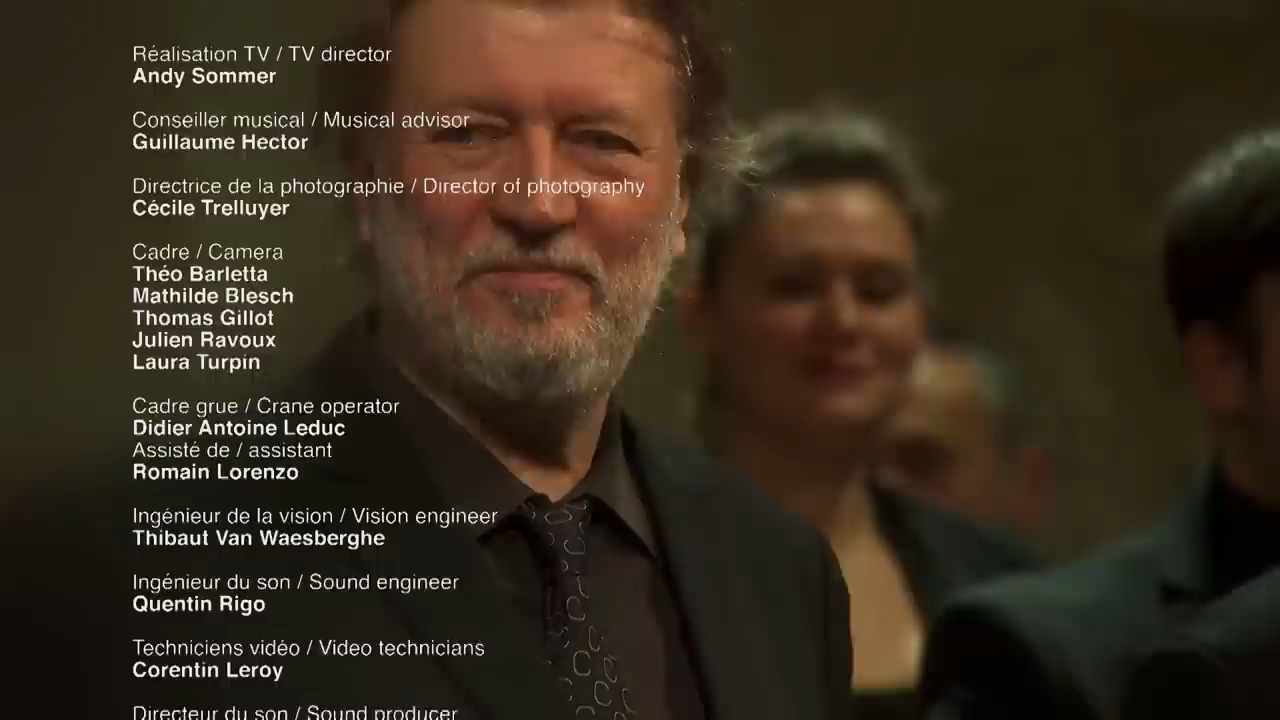 Réalisation TV / TV director
Andy Sommer
Conseiller musical / Musical advisor
Guillaume Hector
Directrice de la photographie / Director of photography
Cécile Trelluyer
Cadre / Camera
Théo Barletta
Mathilde Blesch
Thomas Gillot
Julien Ravoux
Laura Turpin
Cadre grue / Crane operator
Didier Antoine Leduc
Assisté de / assistant
Romain Lorenzo
Ingénieur de la vision / Vision engineer
Thibaut Van Waesberghe
Ingénieur du son / Sound engineer
Quentin Rigo
Techniciens vidéo / Video technicians
Corentin Leroy
Directeur du son / Sound producer